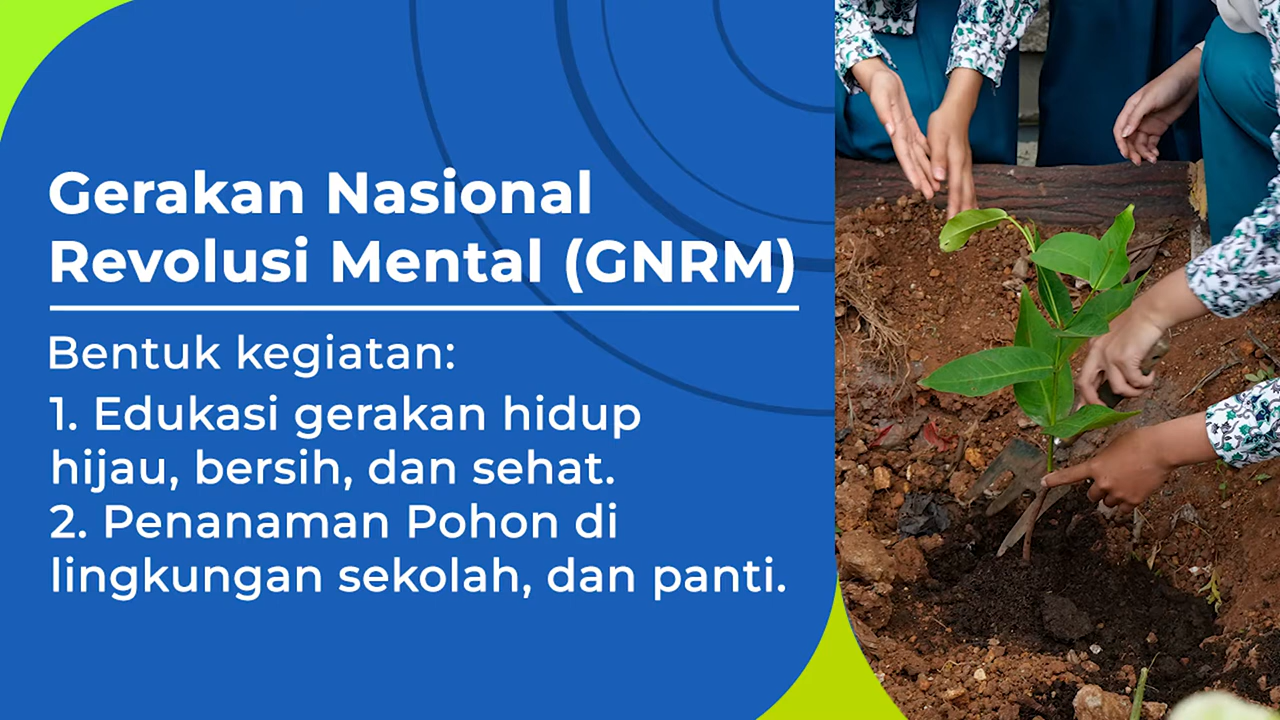 Gerakan Nasional
Revolusi Mental (GNRM)
Bentuk kegiatan:
1. Edukasi gerakan hidup
hijau, bersih, dan sehat.
2. Penanaman Pohon di
lingkungan sekolah, dan panti.